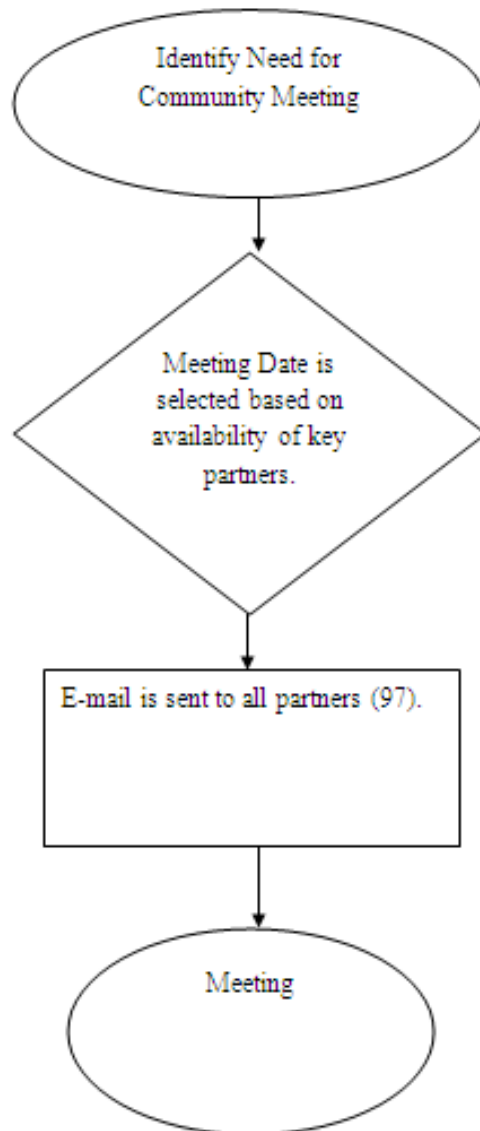 Identify Need for
Community Meeting
Meeting Date is
selected based on
availability of key
partners.
E-mail is sent to all partners (97).
Meeting